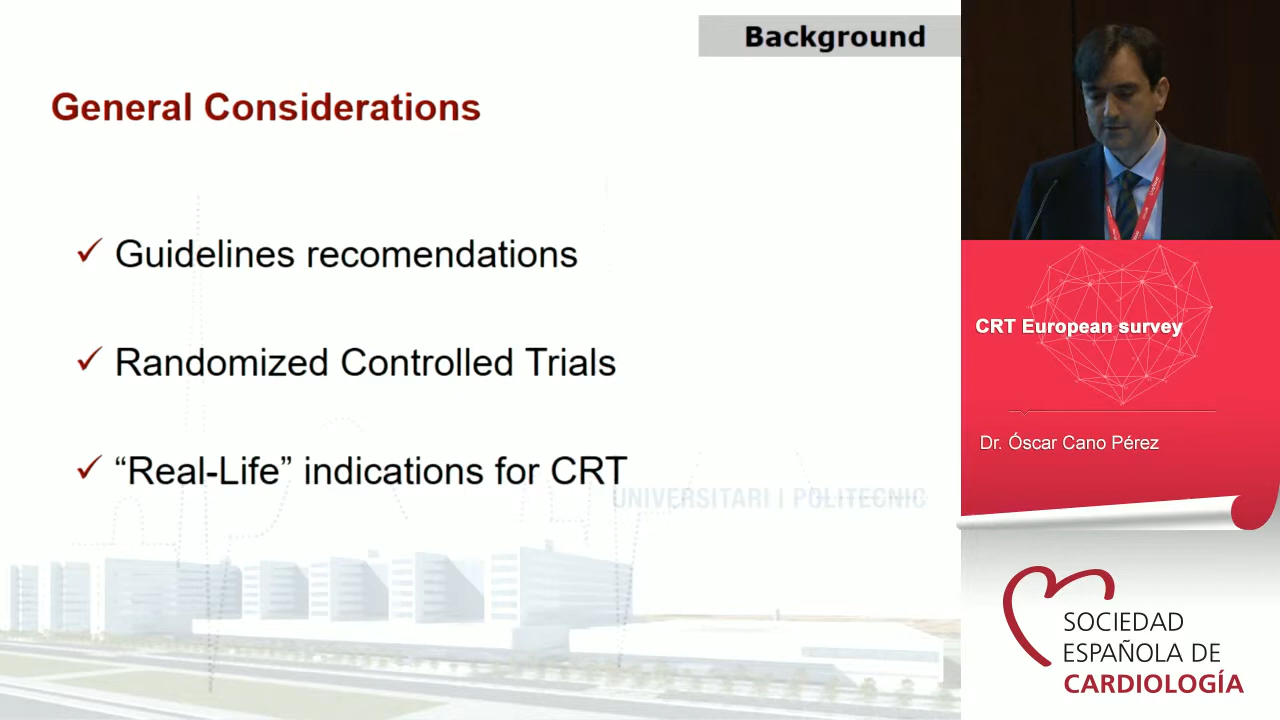 Background
General Considerations
✓ Guidelines recomendations
✓ Randomized Controlled Trials
✓ “Real-Life” indications for CRT
UNIVERSITARI I POLITECNIC
CRT European survey
Dr. Óscar Cano Pérez
SOCIEDAD
ESPAÑOLA DE
CARDIOLOGÍA